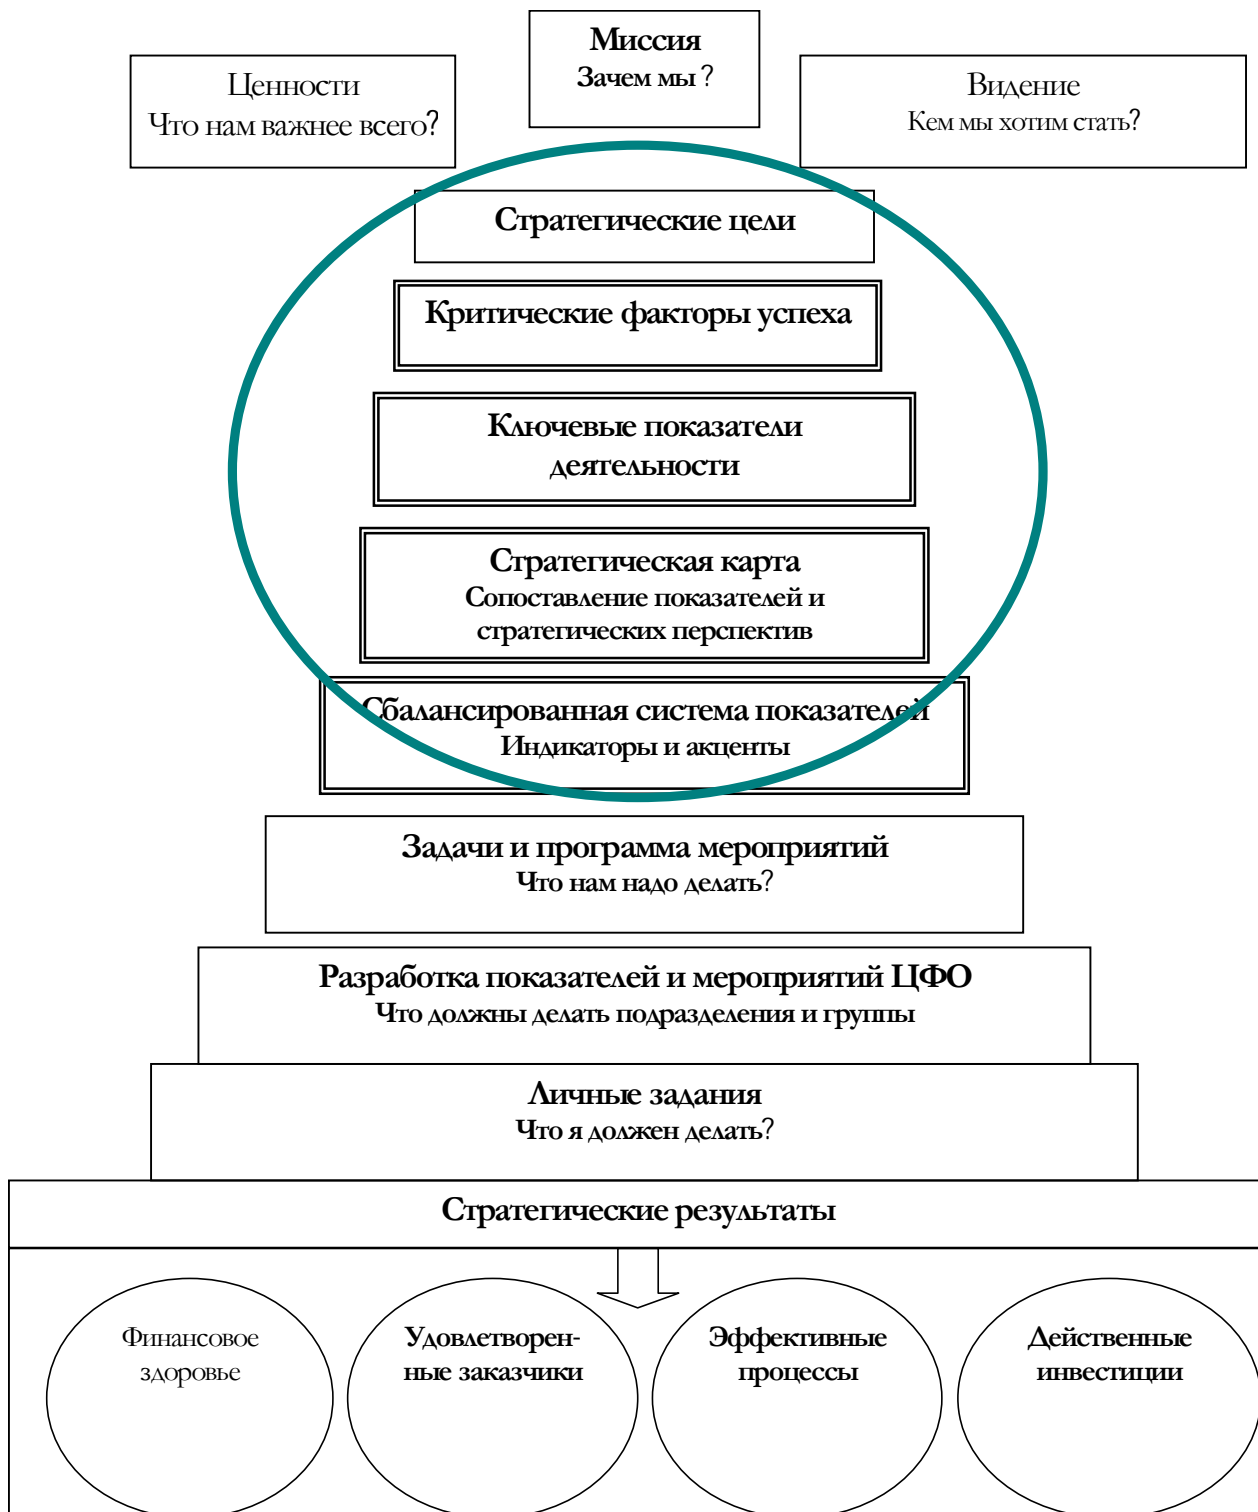 Миссия
Зачем мы ?
Ценности
Что нам важнее всего?
Видение
Кем мы хотим стать?
Стратегические цели
Критические факторы успеха
Ключевые показатели
деятельности
Стратегическая карта
Сопоставление показателей и
стратегических перспектив
Сбалансированная система показателей
Индикаторы и акценты
Задачи и программа мероприятий
Что нам надо делать?
Разработка показателей и мероприятий ЦФО
Что должны делать подразделения и группы
Личные задания
Что я должен делать?
Стратегические результаты
Финансовое
здоровье
Удовлетворен-
ные заказчики
Эффективные
процессы
Действенные
инвестиции